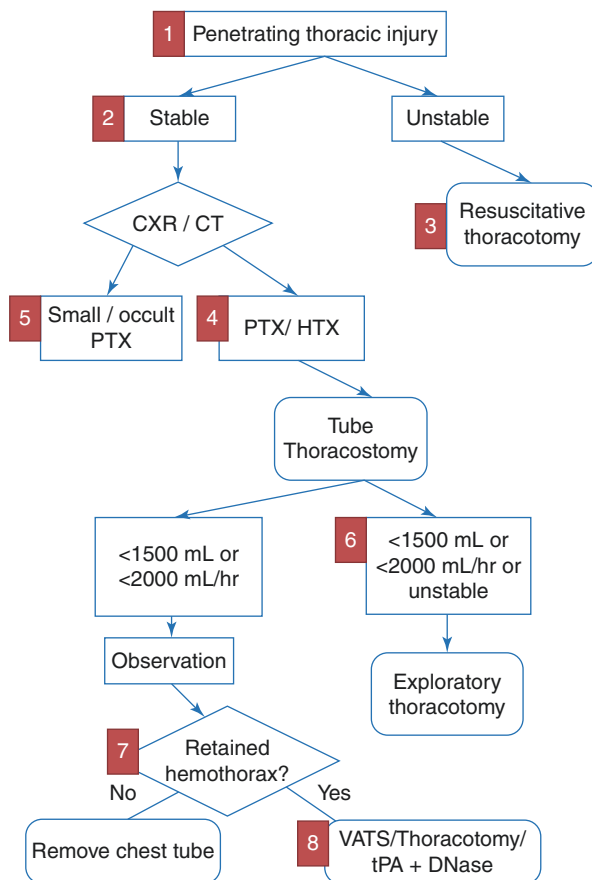 1 Penetrating thoracic injury
2 Stable
Unstable
CXR / CT
3 Resuscitative
thoracotomy
5 Small / occult
PTX
4 PTX/ HTX
Tube
Thoracostomy
<1500 mL or
<2000 mL/hr
6 <1500 mL or
<2000 mL/hr or
unstable
Observation
Exploratory
thoracotomy
7 Retained
hemothorax?
No
Yes
Remove chest tube
8 VATS/Thoracotomy/
tPA + DNase